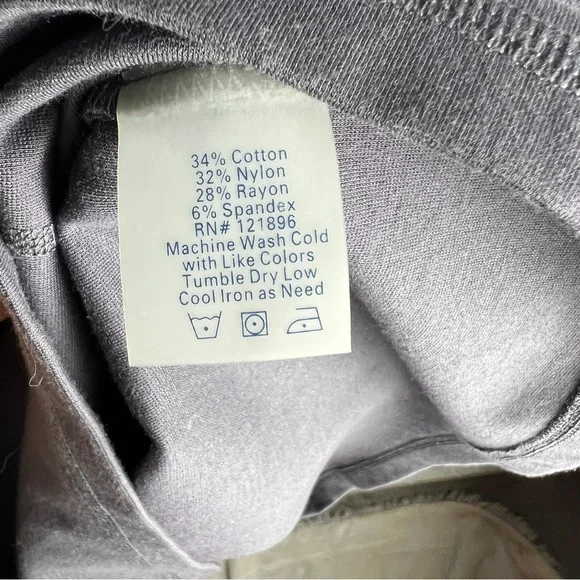 34% Cotton
32% Nylon
28% Rayon
6% Spandex
RN# 121896
Machine Wash Cold
with Like Colors
Tumble Dry Low
Cool Iron as Need